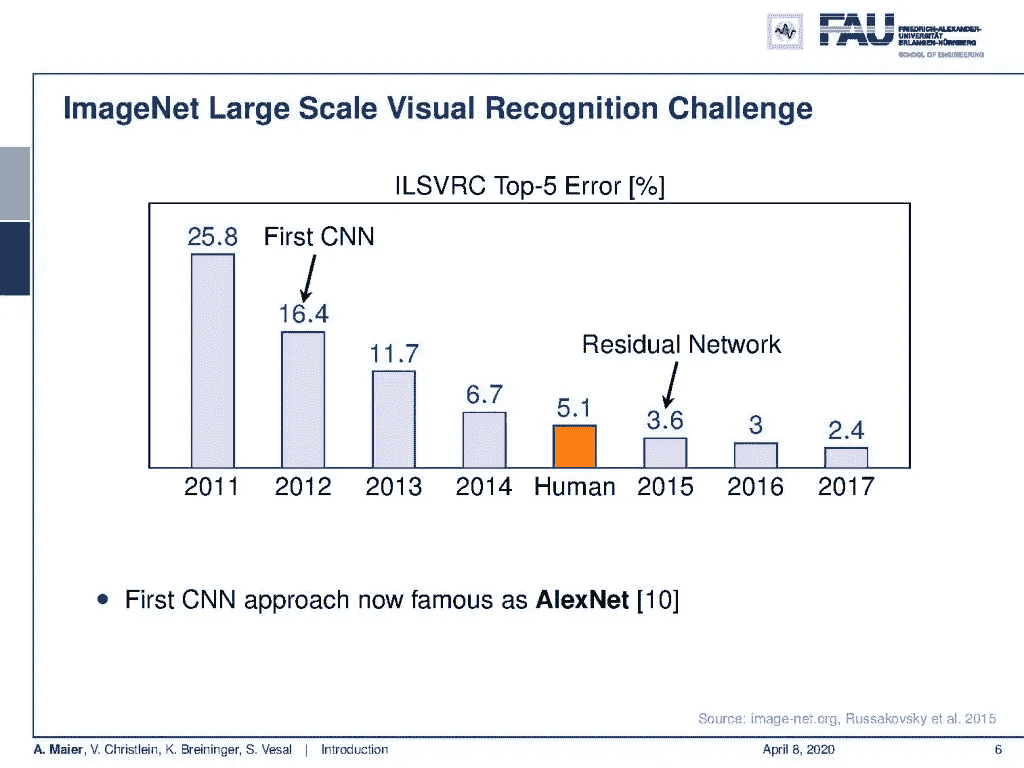 FAU
FRIEDRICH-ALEXANDER-
UNIVERSITÄT
ERLANGEN-NÜRNBERG
SCHOOL OF ENGINEERING
ImageNet Large Scale Visual Recognition Challenge
ILSVRC Top-5 Error [%]
25.8
First CNN
16.4
11.7
Residual Network
6.7
5.1
3.6
3
2.4
2011 2012 2013 2014 Human 2015 2016 2017
• First CNN approach now famous as AlexNet [10]
Source: image-net.org, Russakovsky et al. 2015
A. Maier, V. Christlein, K. Breininger, S. Vesal | Introduction April 8, 2020 6